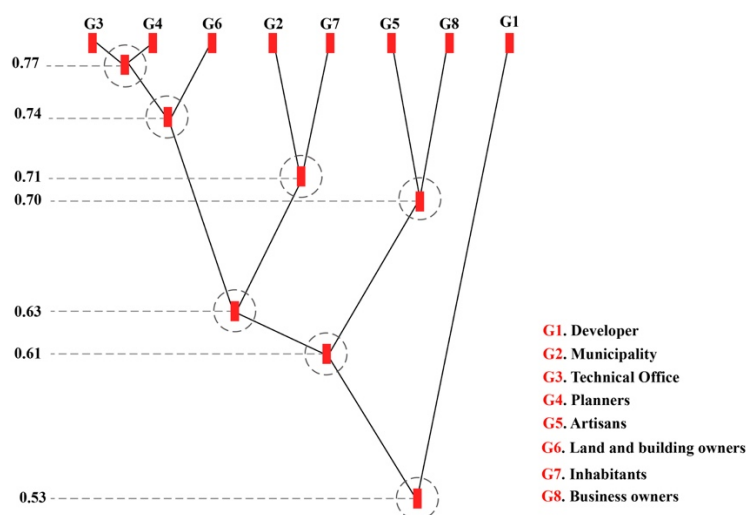 G3 G4 G6 G2 G7 G5 G8 G1
0.77
0.74
0.71
0.70
0.63
0.61
0.53
G1. Developer
G2. Municipality
G3. Technical Office
G4. Planners
G5. Artisans
G6. Land and building owners
G7. Inhabitants
G8. Business owners